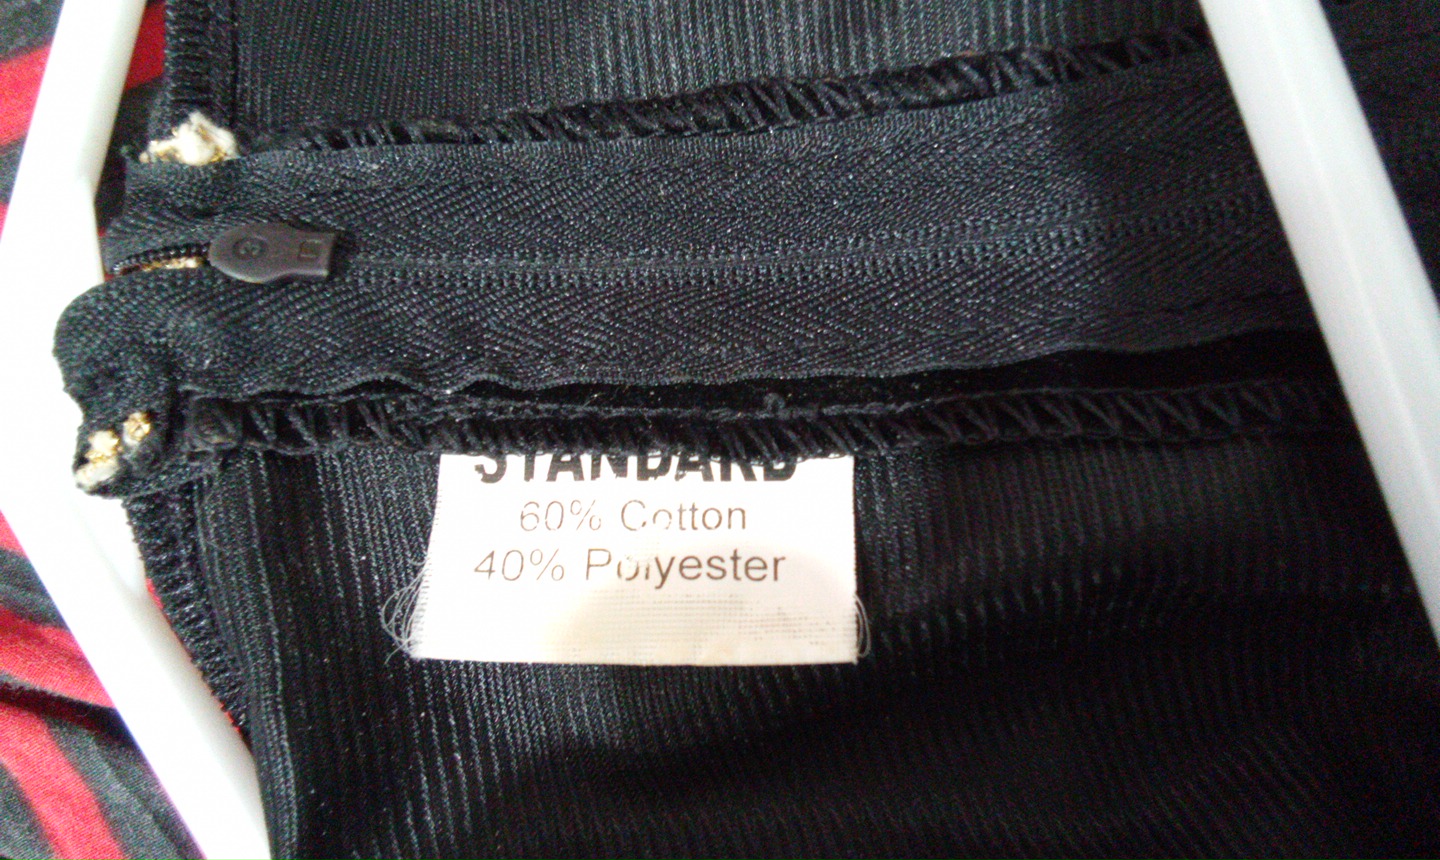 STANDARD
60% Cotton
40% Polyester